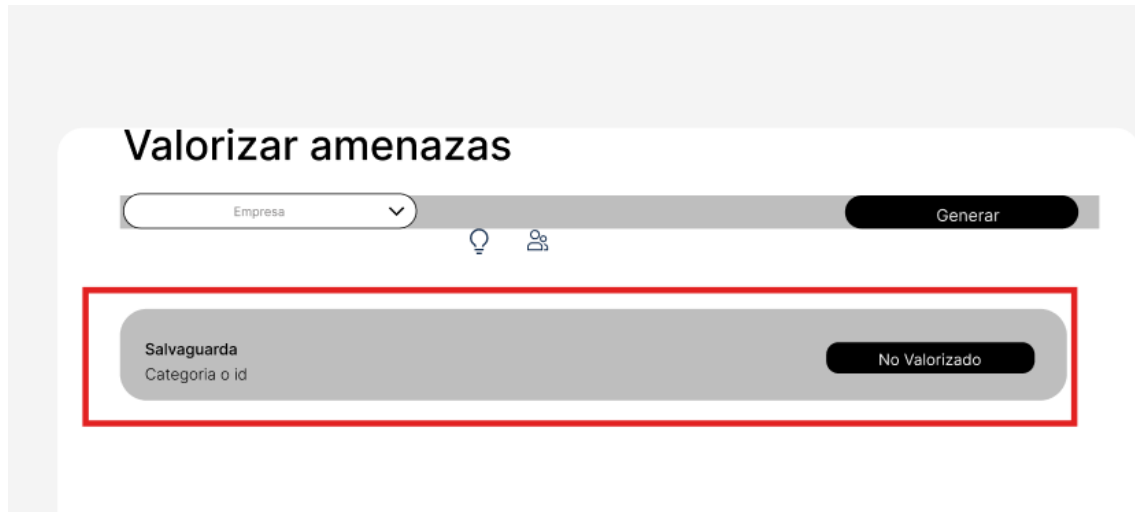 Valorizar amenazas
Empresa
Generar
Salvaguarda
Categoria o id
No Valorizado